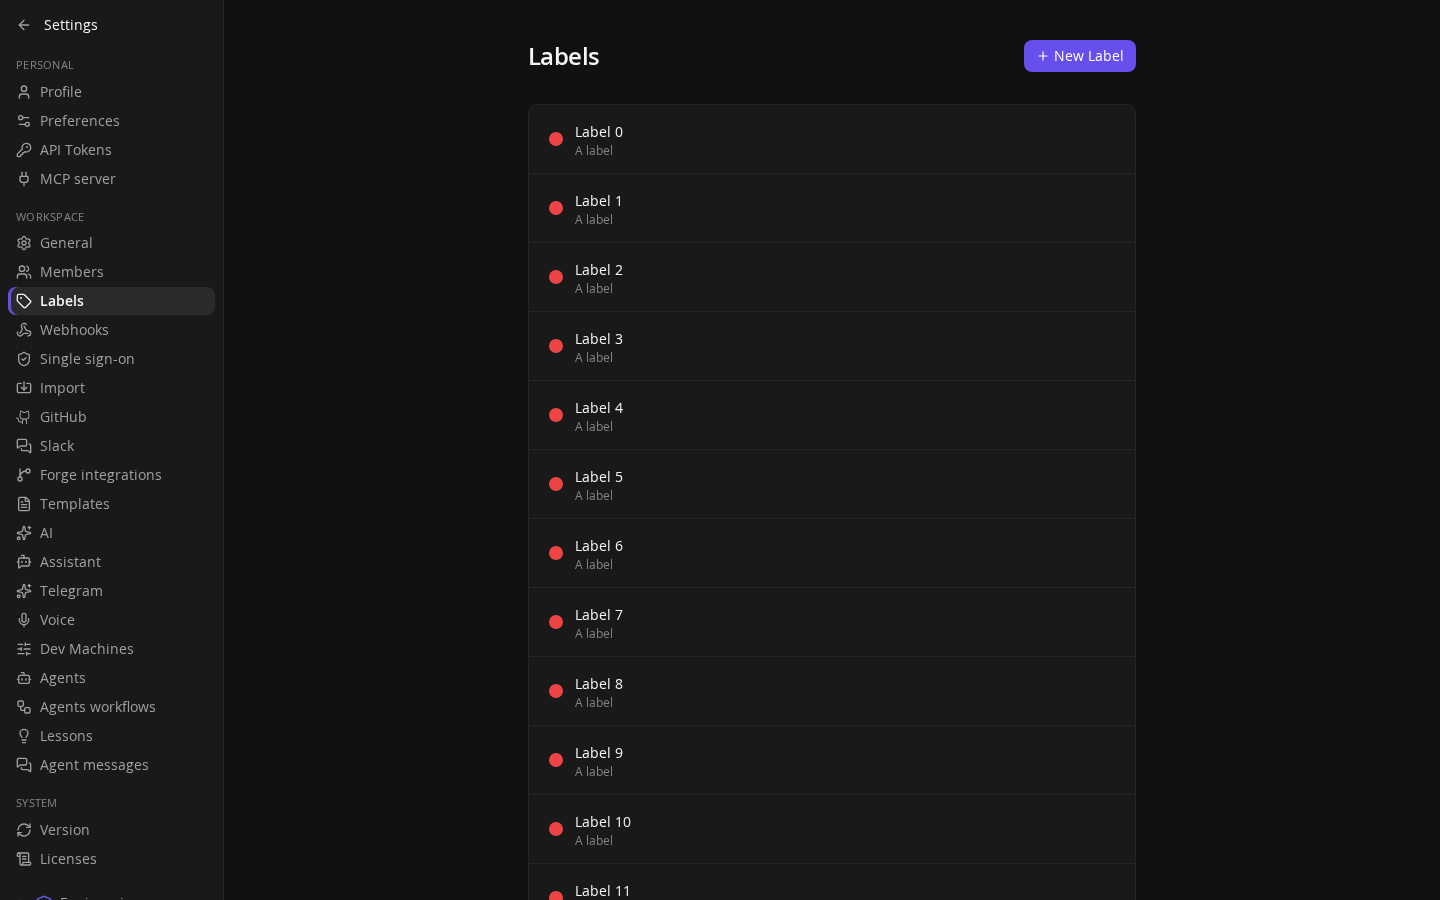 Settings
PERSONAL
Profile
Preferences
API Tokens
MCP server
WORKSPACE
General
Members
Labels
Webhooks
Single sign-on
Import
GitHub
Slack
Forge integrations
Templates
AI
Assistant
Telegram
Voice
Dev Machines
Agents
Agents workflows
Lessons
Agent messages
SYSTEM
Version
Licenses
Labels
New Label
Label 0
A label
Label 1
A label
Label 2
A label
Label 3
A label
Label 4
A label
Label 5
A label
Label 6
A label
Label 7
A label
Label 8
A label
Label 9
A label
Label 10
A label
Label 11